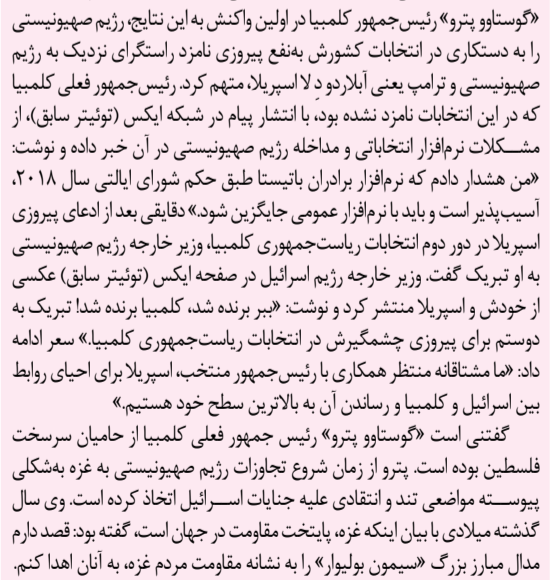 «گوستاوو پترو» رئیس‌جمهور کلمبیا در اولین واکنش به این نتایج، رژیم صهیونیستی
را به دستکاری در انتخابات کشورش به‌نفع پیروزی نامزد راستگرای نزدیک به رژیم
صهیونیستی و ترامپ یعنی آبلاردو دِ لا اسپریلا، متهم کرد. رئیس‌جمهور فعلی کلمبیا
که در این انتخابات نامزد نشده بود، با انتشار پیام در شبکه ایکس (توئیتر سابق)، از
مشکلات نرم‌افزار انتخاباتی و مداخله رژیم صهیونیستی در آن خبر داده و نوشت:
«من هشدار دادم که نرم‌افزار برادران باتیستا طبق حکم شورای ایالتی سال ۲۰۱۸،
آسیب‌پذیر است و باید با نرم‌افزار عمومی جایگزین شود.» دقایقی بعد از ادعای پیروزی
اسپریلا در دور دوم انتخابات ریاست‌جمهوری کلمبیا، وزیر خارجه رژیم صهیونیستی
به او تبریک گفت. وزیر خارجه رژیم اسرائیل در صفحه ایکس (توئیتر سابق) عکسی
از خودش و اسپریلا منتشر کرد و نوشت: «ببر برنده شد، کلمبیا برنده شد! تبریک به
دوستم برای پیروزی چشمگیرش در انتخابات ریاست‌جمهوری کلمبیا.» سعر ادامه
داد: «ما مشتاقانه منتظر همکاری با رئیس‌جمهور منتخب، اسپریلا برای احیای روابط
بین اسرائیل و کلمبیا و رساندن آن به بالاترین سطح خود هستیم.»
گفتنی است «گوستاوو پترو» رئیس جمهور فعلی کلمبیا از حامیان سرسخت
فلسطین بوده است. پترو از زمان شروع تجاوزات رژیم صهیونیستی به غزه به‌شکلی
پیوسته مواضعی تند و انتقادی علیه جنایات اسرائیل اتخاذ کرده است. وی سال
گذشته میلادی با بیان اینکه غزه، پایتخت مقاومت در جهان است، گفته بود: قصد دارم
مدال مبارز بزرگ «سیمون بولیوار» را به نشانه مقاومت مردم غزه، به آنان اهدا کنم.